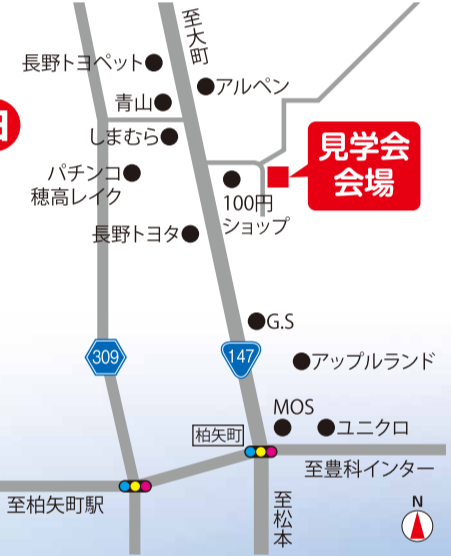 至大町
長野トヨペット
アルペン
青山
日
しまむら
見学会
会場
パチンコ
穂高レイク
100円
ショップ
長野トヨタ
G.S
309
147
アップルランド
MOS
柏矢町
ユニクロ
至豊科インター
至柏矢町駅
至松本
N